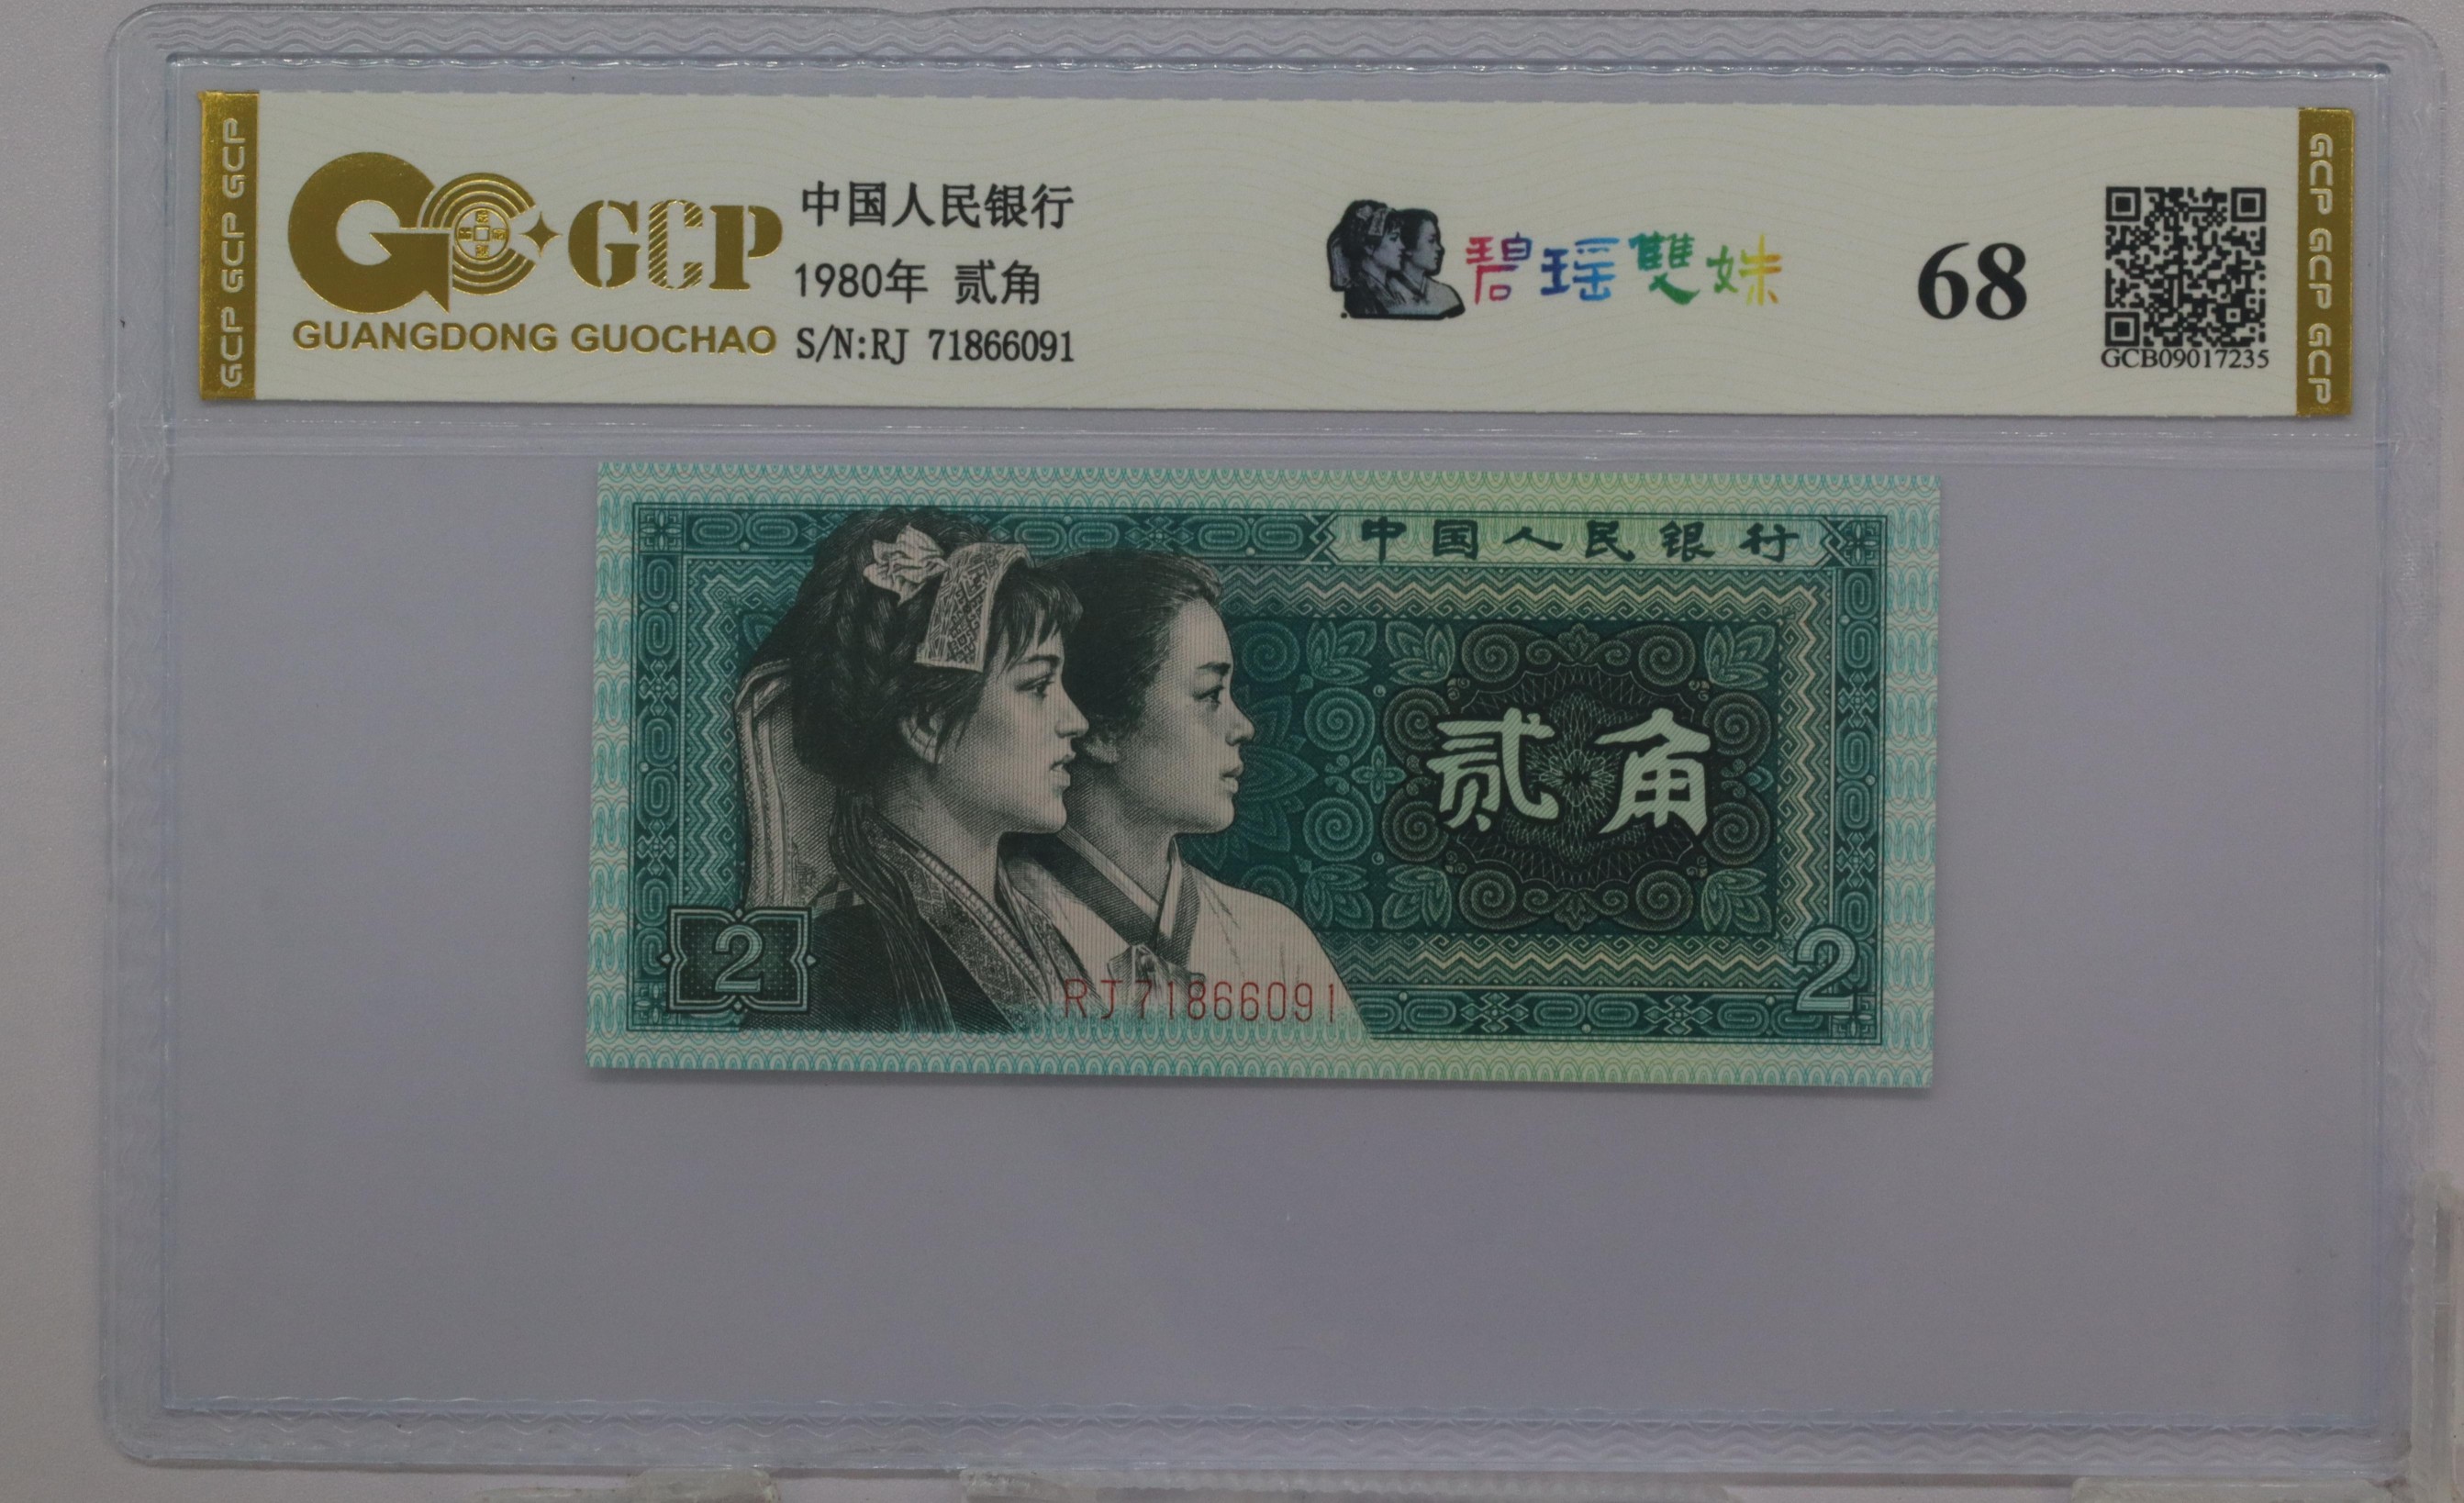 GCP GCP GCP
GCP
GUANGDONG GUOCHAO
中国人民银行
1980年 贰角
S/N:RJ 71866091
碧瑶雙姝
68
GCB09017235
GCP GCP GCP
中国人民银行
贰角
2
2
RJ71866091